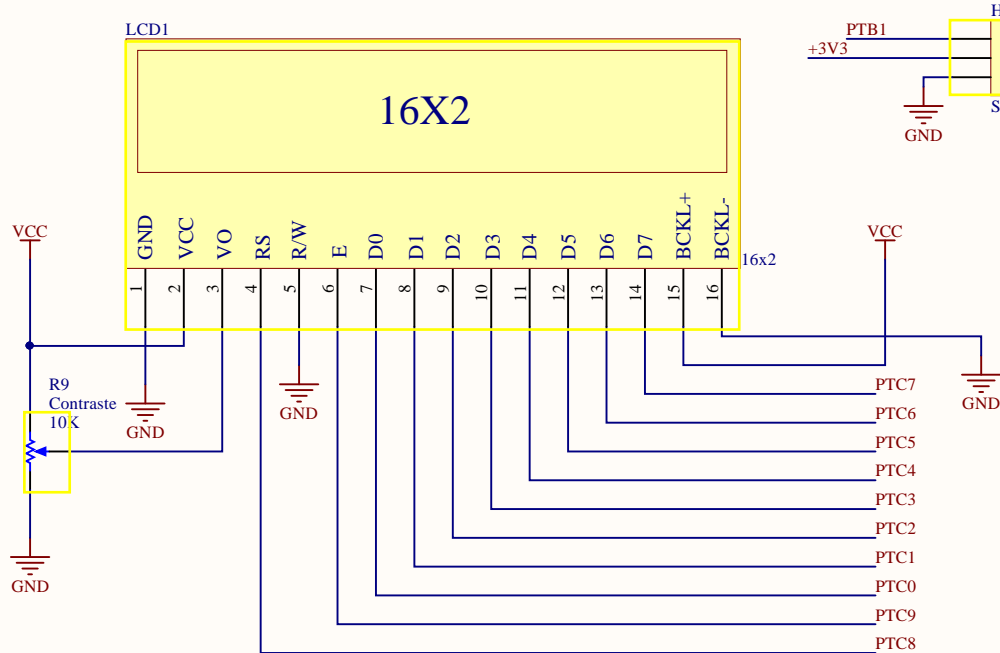 LCD1
H
PTB1
+3V3
16X2
S
GND
GND
VCC
VO
RS
R/W
E
D0
D1
D2
D3
D4
D5
D6
D7
BCKL+
BCKL-
VCC
VCC
16x2
1
2
3
4
5
6
7
8
9
10
11
12
13
14
15
16
R9
Contraste
10K
GND
GND
GND
PTC7
PTC6
PTC5
PTC4
PTC3
PTC2
PTC1
GND
PTC0
PTC9
PTC8